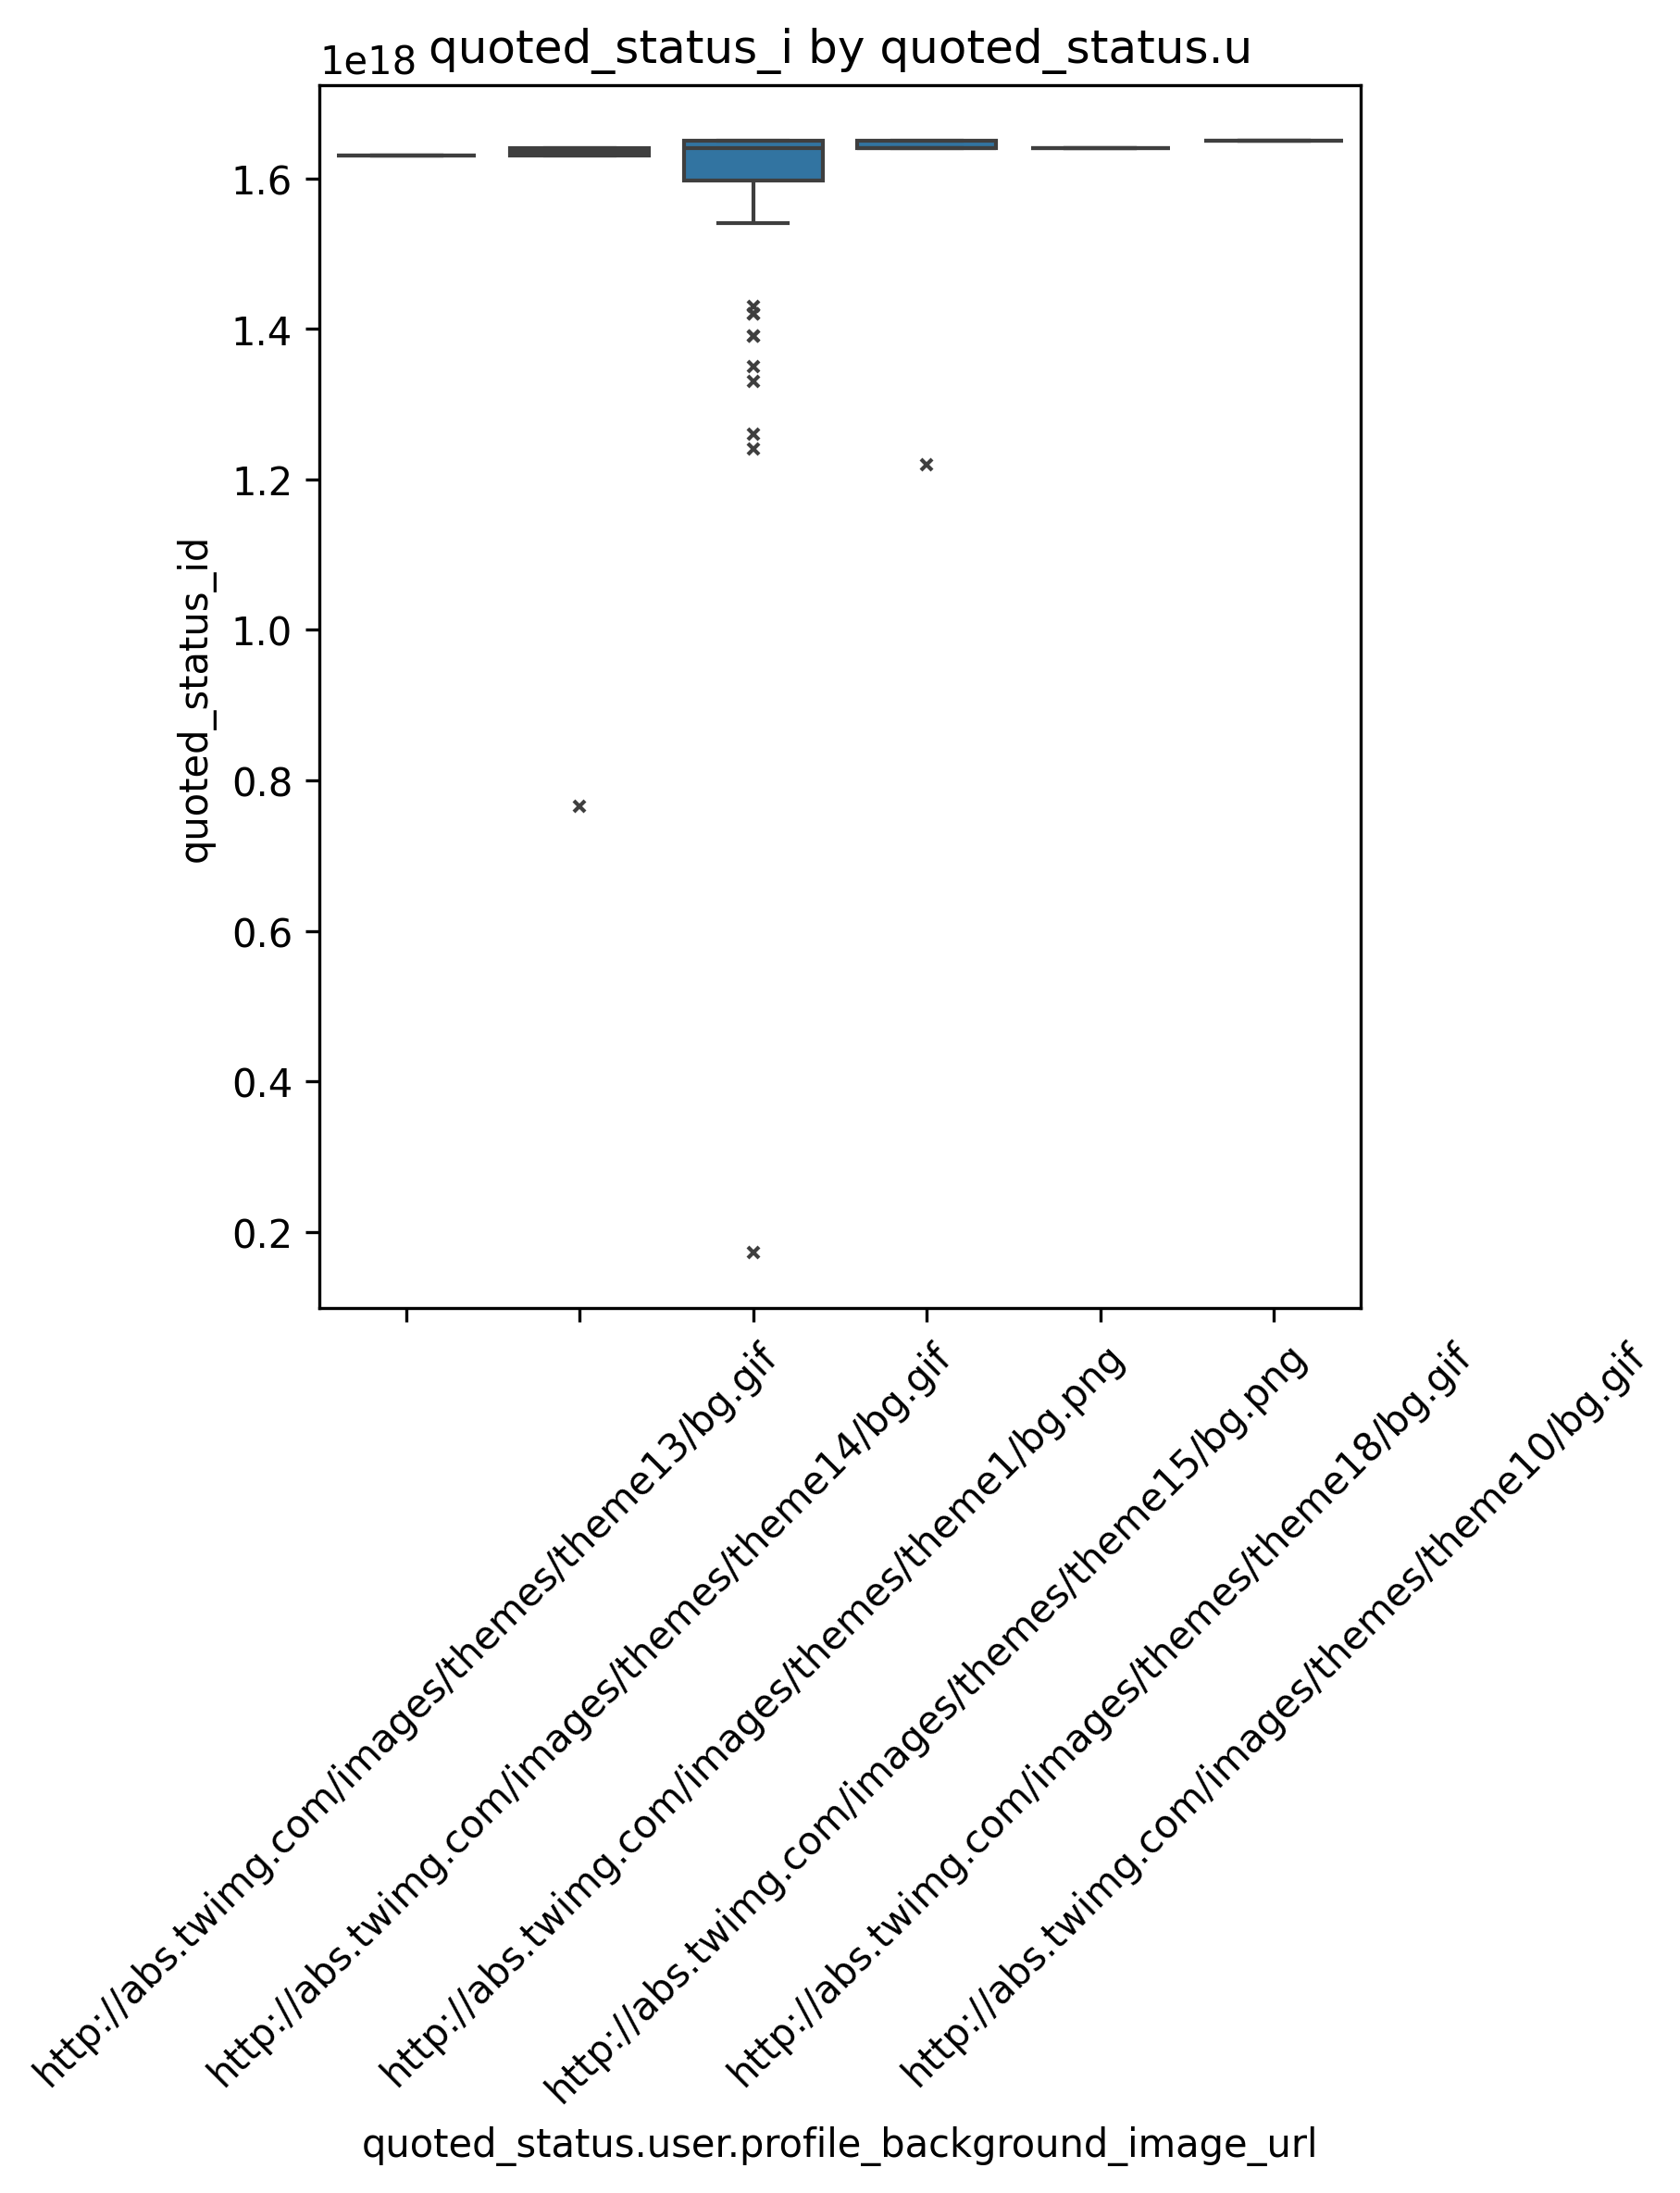 1e18 quoted_status_i by quoted_status.u
quoted_status_id
1.6
1.4
1.2
1.0
0.8
0.6
0.4
0.2
http://abs.twimg.com/images/themes/theme13/bg.gif
http://abs.twimg.com/images/themes/theme14/bg.gif
http://abs.twimg.com/images/themes/theme1/bg.png
http://abs.twimg.com/images/themes/theme15/bg.png
http://abs.twimg.com/images/themes/theme18/bg.gif
http://abs.twimg.com/images/themes/theme10/bg.gif
quoted_status.user.profile_background_image_url